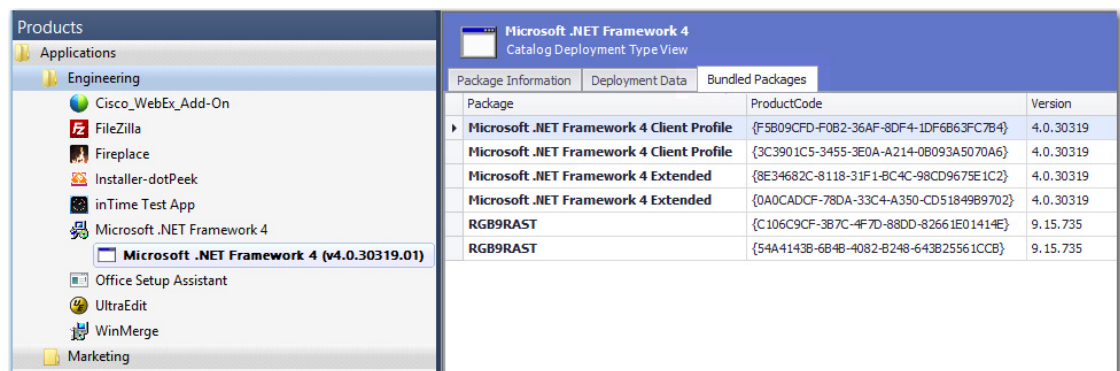 Products
Applications
Engineering
Cisco_WebEx_Add-On
FileZilla
Fireplace
Installer-dotPeek
inTime Test App
Microsoft .NET Framework 4
Microsoft .NET Framework 4 (v4.0.30319.01)
Office Setup Assistant
UltraEdit
WinMerge
Marketing
Microsoft .NET Framework 4
Catalog Deployment Type View
Package Information Deployment Data Bundled Packages
Package ProductCode Version
Microsoft .NET Framework 4 Client Profile {F5B09CFD-F0B2-36AF-8DF4-1DF6B63FC7B4} 4.0.30319
Microsoft .NET Framework 4 Client Profile {3C3901C5-3455-3E0A-A214-0B093A5070A6} 4.0.30319
Microsoft .NET Framework 4 Extended {8E34682C-8118-31F1-BC4C-98CD9675E1C2} 4.0.30319
Microsoft .NET Framework 4 Extended {0A0CADCF-78DA-33C4-A350-CD51849B9702} 4.0.30319
RGB9RAST {C106C9CF-3B7C-4F7D-88DD-82661E01414E} 9.15.735
RGB9RAST {54A4143B-6B4B-4082-B248-643B25561CCB} 9.15.735